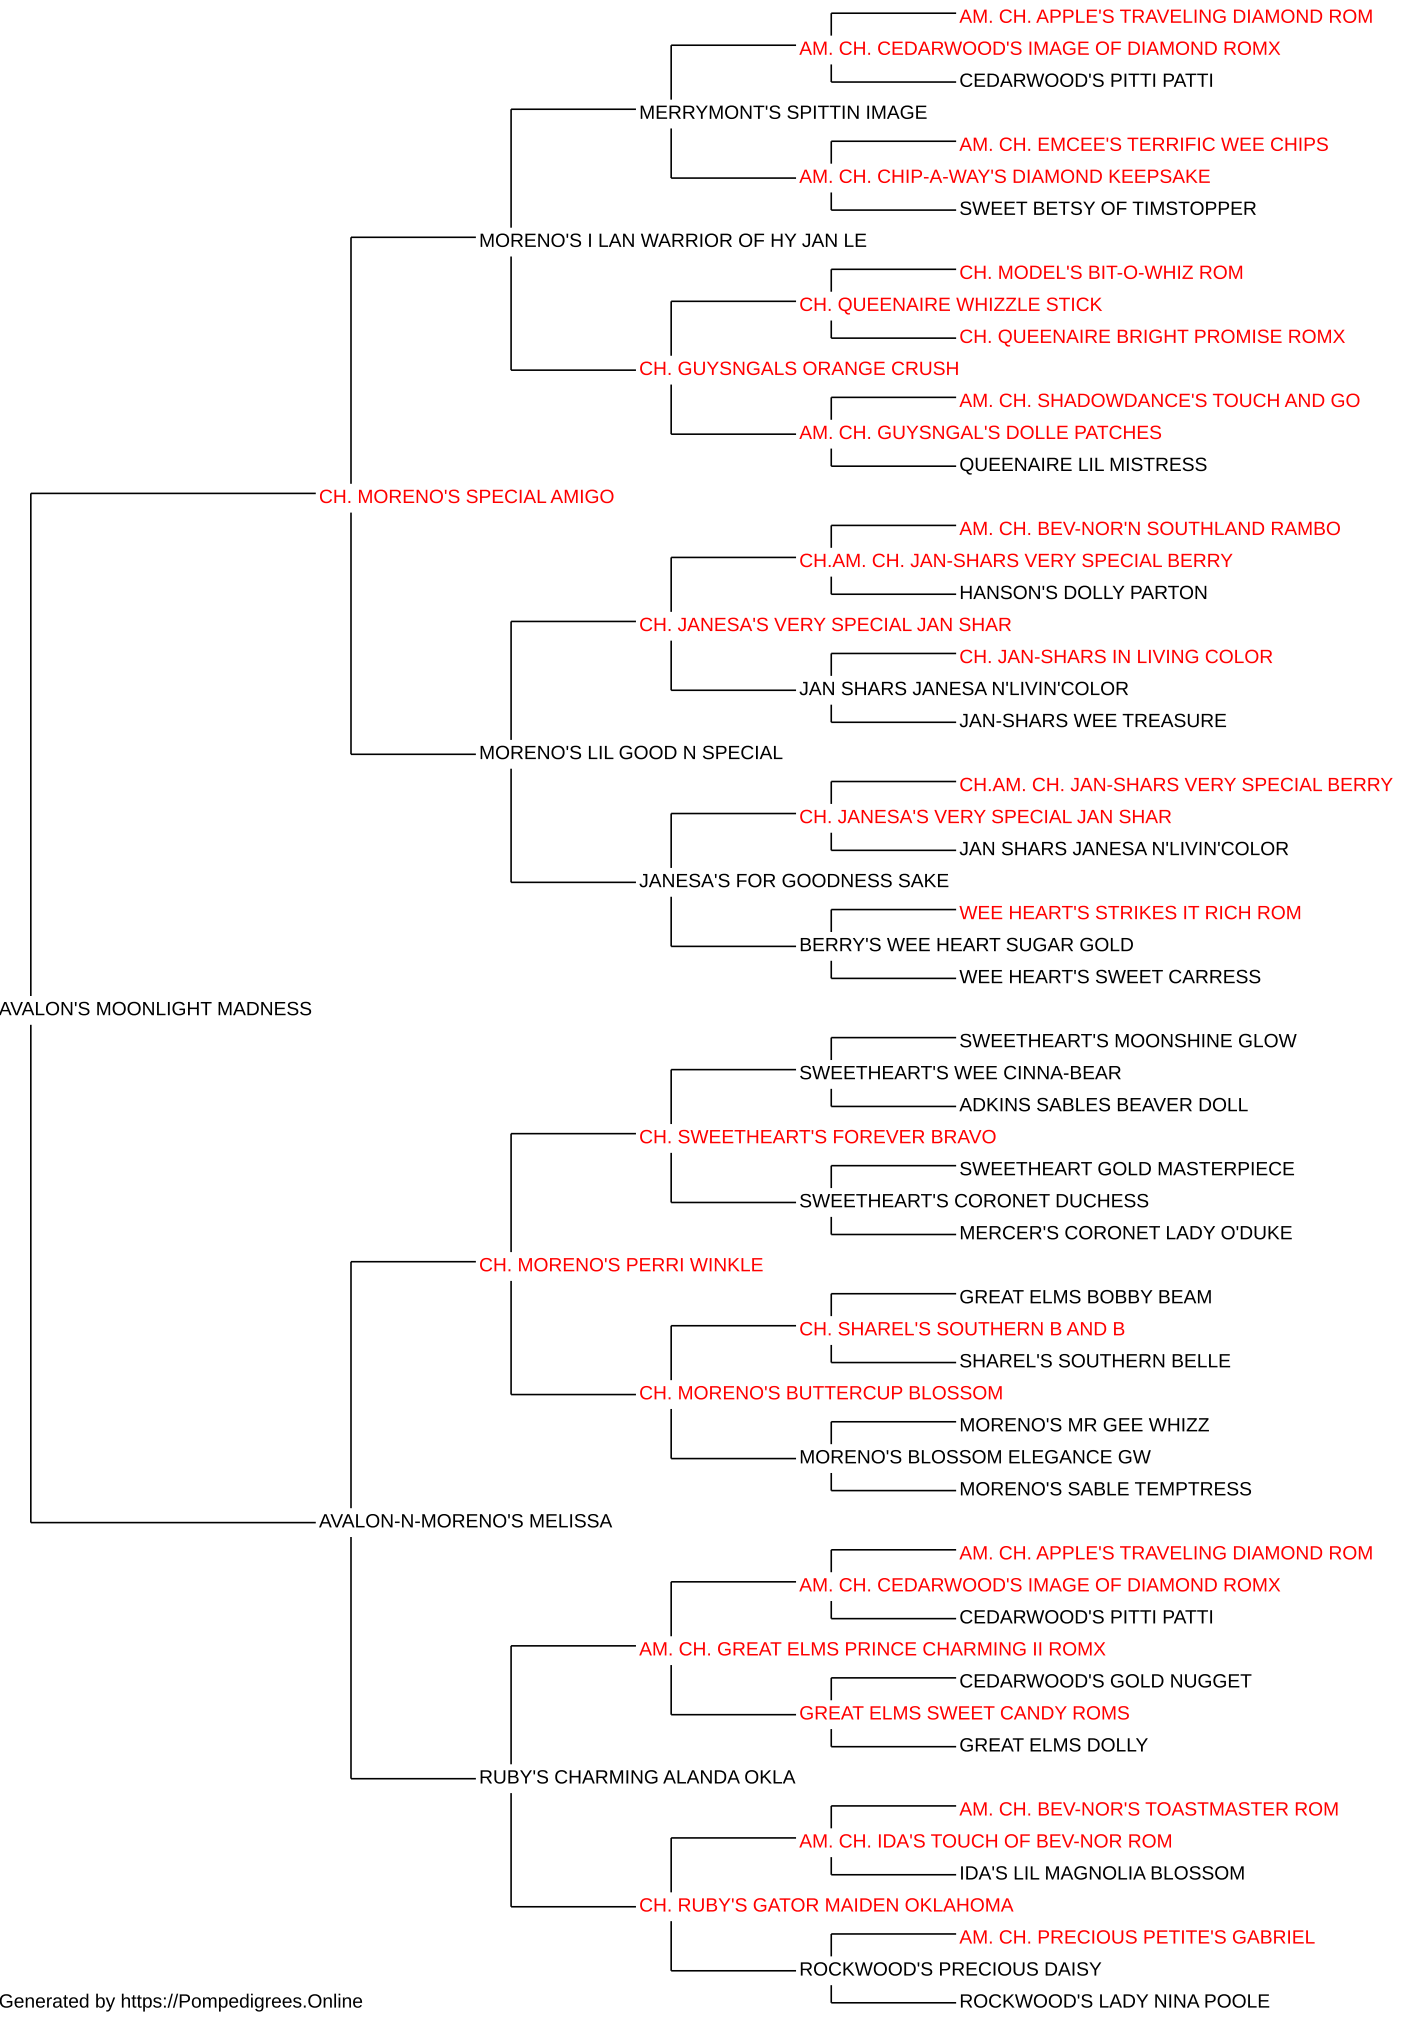 AM. CH. APPLE'S TRAVELING DIAMOND ROM
AM. CH. CEDARWOOD'S IMAGE OF DIAMOND ROMX
CEDARWOOD'S PITTI PATTI
MERRYMONT'S SPITTIN IMAGE
AM. CH. EMCEE'S TERRIFIC WEE CHIPS
AM. CH. CHIP-A-WAY'S DIAMOND KEEPSAKE
SWEET BETSY OF TIMSTOPPER
MORENO'S I LAN WARRIOR OF HY JAN LE
CH. MODEL'S BIT-O-WHIZ ROM
CH. QUEENAIRE WHIZZLE STICK
CH. QUEENAIRE BRIGHT PROMISE ROMX
CH. GUYSNGALS ORANGE CRUSH
AM. CH. SHADOWDANCE'S TOUCH AND GO
AM. CH. GUYSNGAL'S DOLLE PATCHES
QUEENAIRE LIL MISTRESS
CH. MORENO'S SPECIAL AMIGO
AM. CH. BEV-NOR'N SOUTHLAND RAMBO
CH.AM. CH. JAN-SHARS VERY SPECIAL BERRY
HANSON'S DOLLY PARTON
CH. JANESA'S VERY SPECIAL JAN SHAR
CH. JAN-SHARS IN LIVING COLOR
JAN SHARS JANESA N'LIVIN'COLOR
JAN-SHARS WEE TREASURE
MORENO'S LIL GOOD N SPECIAL
CH.AM. CH. JAN-SHARS VERY SPECIAL BERRY
CH. JANESA'S VERY SPECIAL JAN SHAR
JAN SHARS JANESA N'LIVIN'COLOR
JANESA'S FOR GOODNESS SAKE
WEE HEART'S STRIKES IT RICH ROM
BERRY'S WEE HEART SUGAR GOLD
WEE HEART'S SWEET CARRESS
AVALON'S MOONLIGHT MADNESS
SWEETHEART'S MOONSHINE GLOW
SWEETHEART'S WEE CINNA-BEAR
ADKINS SABLES BEAVER DOLL
CH. SWEETHEART'S FOREVER BRAVO
SWEETHEART GOLD MASTERPIECE
SWEETHEART'S CORONET DUCHESS
MERCER'S CORONET LADY O'DUKE
CH. MORENO'S PERRI WINKLE
GREAT ELMS BOBBY BEAM
CH. SHAREL'S SOUTHERN B AND B
SHAREL'S SOUTHERN BELLE
CH. MORENO'S BUTTERCUP BLOSSOM
MORENO'S MR GEE WHIZZ
MORENO'S BLOSSOM ELEGANCE GW
MORENO'S SABLE TEMPTRESS
AVALON-N-MORENO'S MELISSA
AM. CH. APPLE'S TRAVELING DIAMOND ROM
AM. CH. CEDARWOOD'S IMAGE OF DIAMOND ROMX
CEDARWOOD'S PITTI PATTI
AM. CH. GREAT ELMS PRINCE CHARMING II ROMX
CEDARWOOD'S GOLD NUGGET
GREAT ELMS SWEET CANDY ROMS
GREAT ELMS DOLLY
RUBY'S CHARMING ALANDA OKLA
AM. CH. BEV-NOR'S TOASTMASTER ROM
AM. CH. IDA'S TOUCH OF BEV-NOR ROM
IDA'S LIL MAGNOLIA BLOSSOM
CH. RUBY'S GATOR MAIDEN OKLAHOMA
AM. CH. PRECIOUS PETITE'S GABRIEL
ROCKWOOD'S PRECIOUS DAISY
ROCKWOOD'S LADY NINA POOLE
Generated by https://Pompedigrees.Online